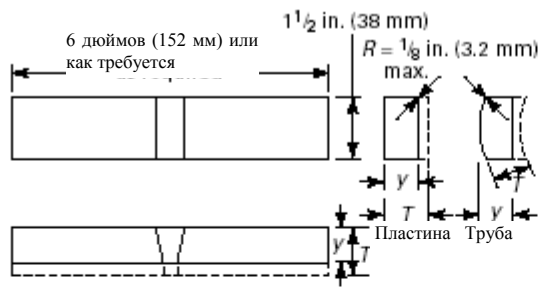 6 дюймов (152 мм) или
как требуется
1 1/2 in. (38 mm)
R = 1/8 in. (3.2 mm)
max.
y
T
y
T
T
y
Пластина
Труба
y
T